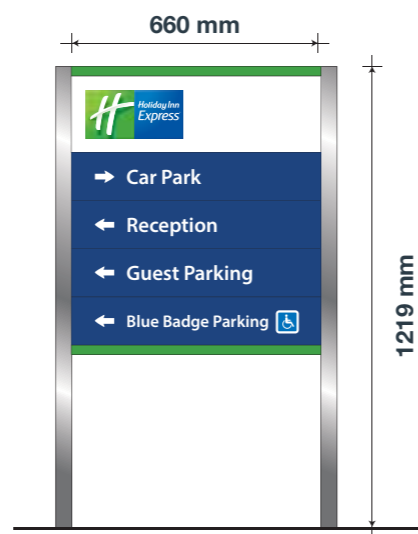 660 mm
Holiday Inn
Express
Car Park
Reception
Guest Parking
Blue Badge Parking
1219 mm